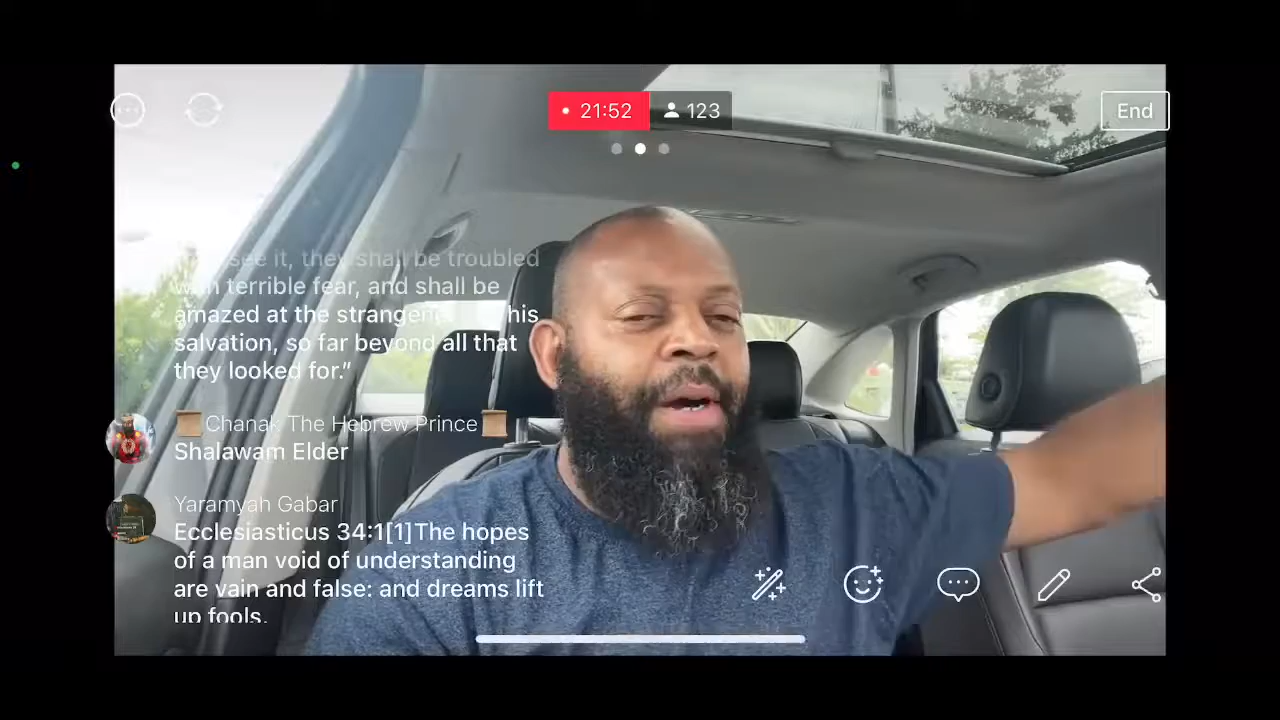 21:52
123
End
see it, they shall be troubled
with terrible fear, and shall be
amazed at the his
salvation, so far beyond all that
they looked for.”
Chanak The Hebrew Prince
Shalawam Elder
Yaramyah Gabar
Ecclesiasticus 34:1[1]The hopes
of a man void of understanding
are vain and false: and dreams lift
up fools.